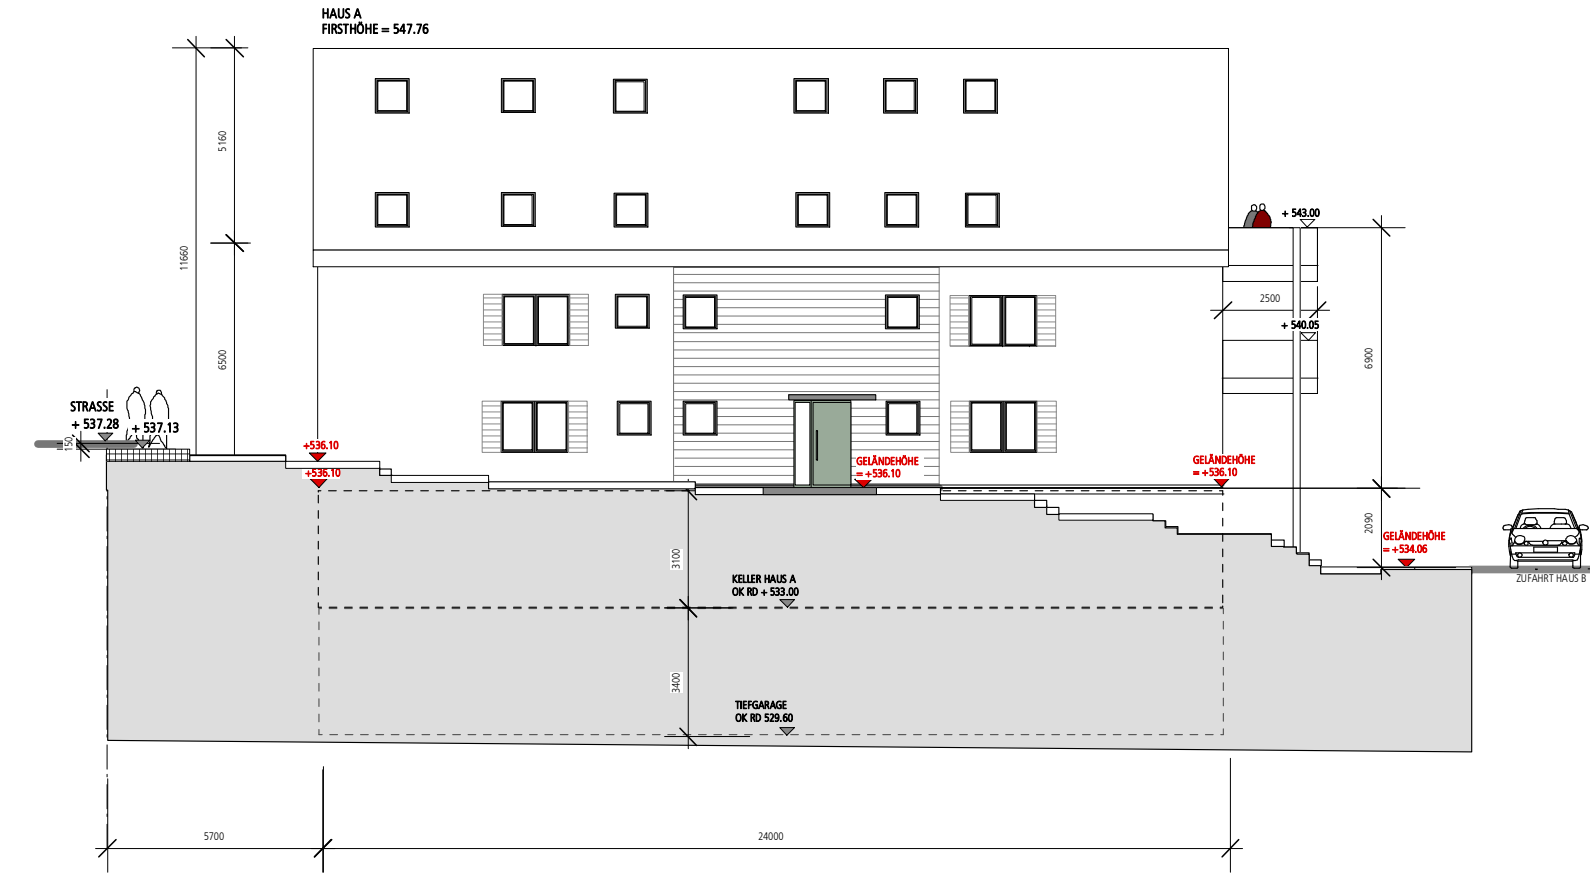 HAUS A
FIRSTHÖHE = 547.76
5160
11660
6500
+ 543.00
2500
+ 540.05
6900
STRASSE
+ 537.28
+ 537.13
150
+536.10
+536.10
GELÄNDEHÖHE
= +536.10
GELÄNDEHÖHE
= +536.10
2090
GELÄNDEHÖHE
= +534.06
ZUFAHRT HAUS B
3100
KELLER HAUS A
OK RD + 533.00
3400
TIEFGARAGE
OK RD 529.60
5700
24000